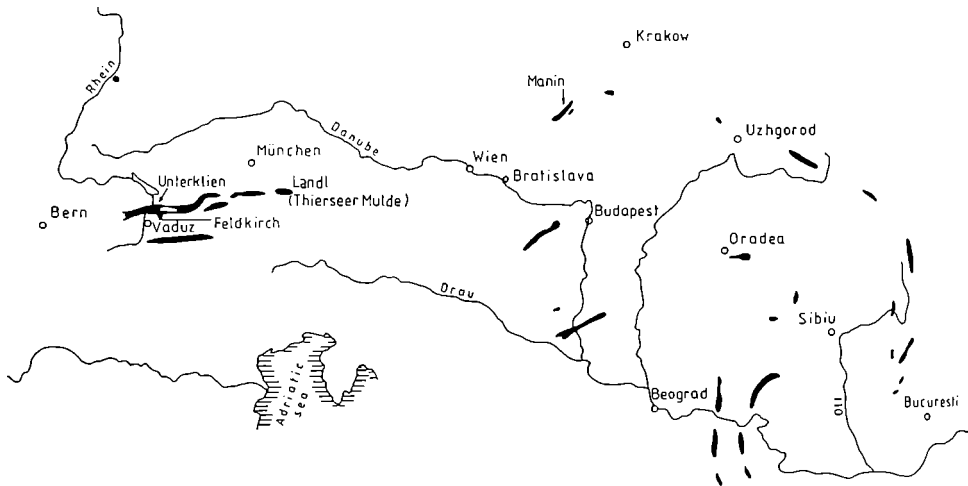 Krakow
Rhein
Manin
Danube
Uzhgorod
München
Wien
Unterklien
Bratislava
Landl
(Thierseer Mulde)
Bern
Vaduz
Feldkirch
Budapest
Oradea
Drau
Sibiu
Adriatic
sea
Beograd
Olt
Bucuresti